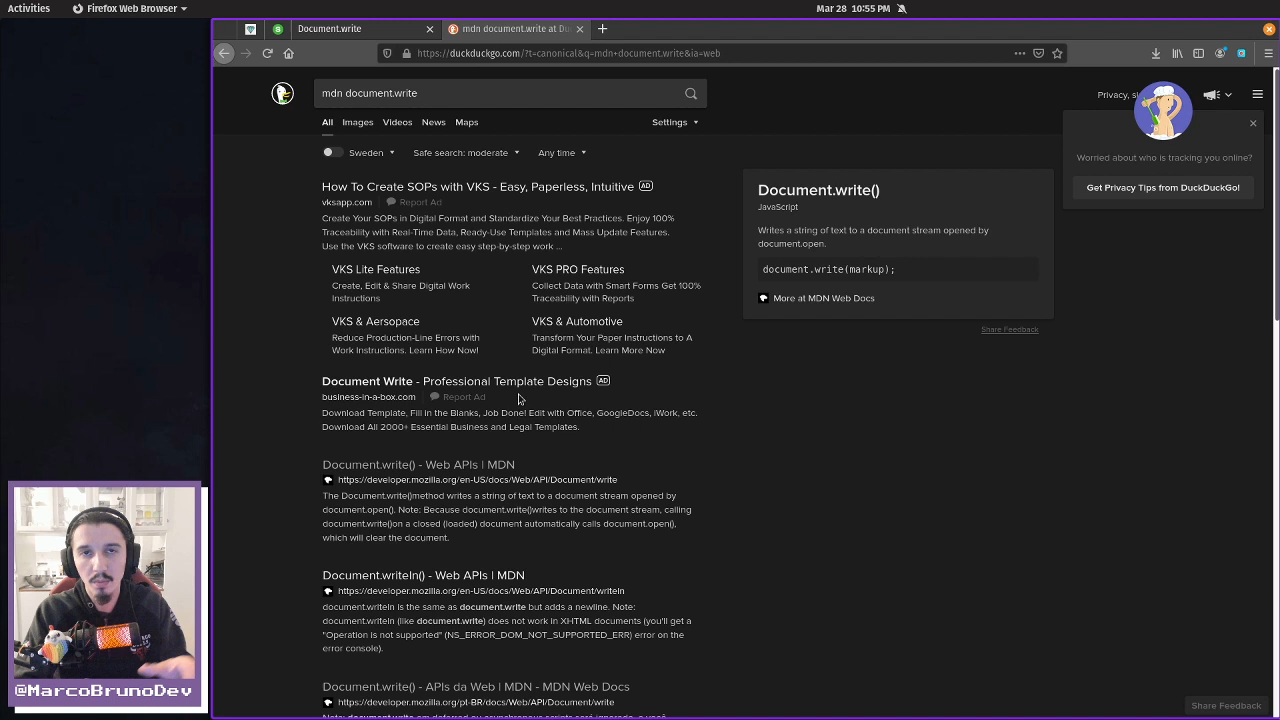 Activities
Firefox Web Browser
Mar 28 10:55 PM
Document.write
mdn document.write at Du
https://duckduckgo.com/?t=canonical&q=mdn+document.write&ia=web
mdn document.write
Privacy, si
All Images Videos News Maps Settings
Worried about who is tracking you online?
Get Privacy Tips from DuckDuckGo!
Sweden Safe search: moderate Any time
How To Create SOPs with VKS - Easy, Paperless, Intuitive AD
vksapp.com Report Ad
Create Your SOPs in Digital Format and Standardize Your Best Practices. Enjoy 100%
Traceability with Real-Time Data, Ready-Use Templates and Mass Update Features.
Use the VKS software to create easy step-by-step work ...
VKS Lite Features
Create, Edit & Share Digital Work
Instructions
VKS PRO Features
Collect Data with Smart Forms Get 100%
Traceability with Reports
VKS & Aerospace
Reduce Production-Line Errors with
Work Instructions. Learn How Now!
VKS & Automotive
Transform Your Paper Instructions to A
Digital Format. Learn More Now
Document Write - Professional Template Designs AD
business-in-a-box.com Report Ad
Download Template, Fill in the Blanks, Job Done! Edit with Office, GoogleDocs, iWork, etc.
Download All 2000+ Essential Business and Legal Templates.
Document.write() - Web APIs | MDN
https://developer.mozilla.org/en-US/docs/Web/API/Document/write
The Document.write()method writes a string of text to a document stream opened by
document.open(). Note: Because document.write()writes to the document stream, calling
document.write()on a closed (loaded) document automatically calls document.open(),
which will clear the document.
Document.writeln() - Web APIs | MDN
https://developer.mozilla.org/en-US/docs/Web/API/Document/writeln
document.writeln is the same as document.write but adds a newline. Note:
document.writeln (like document.write) does not work in XHTML documents (you'll get a
"Operation is not supported" (NS_ERROR_DOM_NOT_SUPPORTED_ERR) error on the
error console).
Document.write() - APIs da Web | MDN - MDN Web Docs
https://developer.mozilla.org/pt-BR/docs/Web/API/Document/write
Document.write()
JavaScript
Writes a string of text to a document stream opened by
document.open.
document.write(markup);
More at MDN Web Docs
Share Feedback
Share Feedback
@MarcoBrunoDev